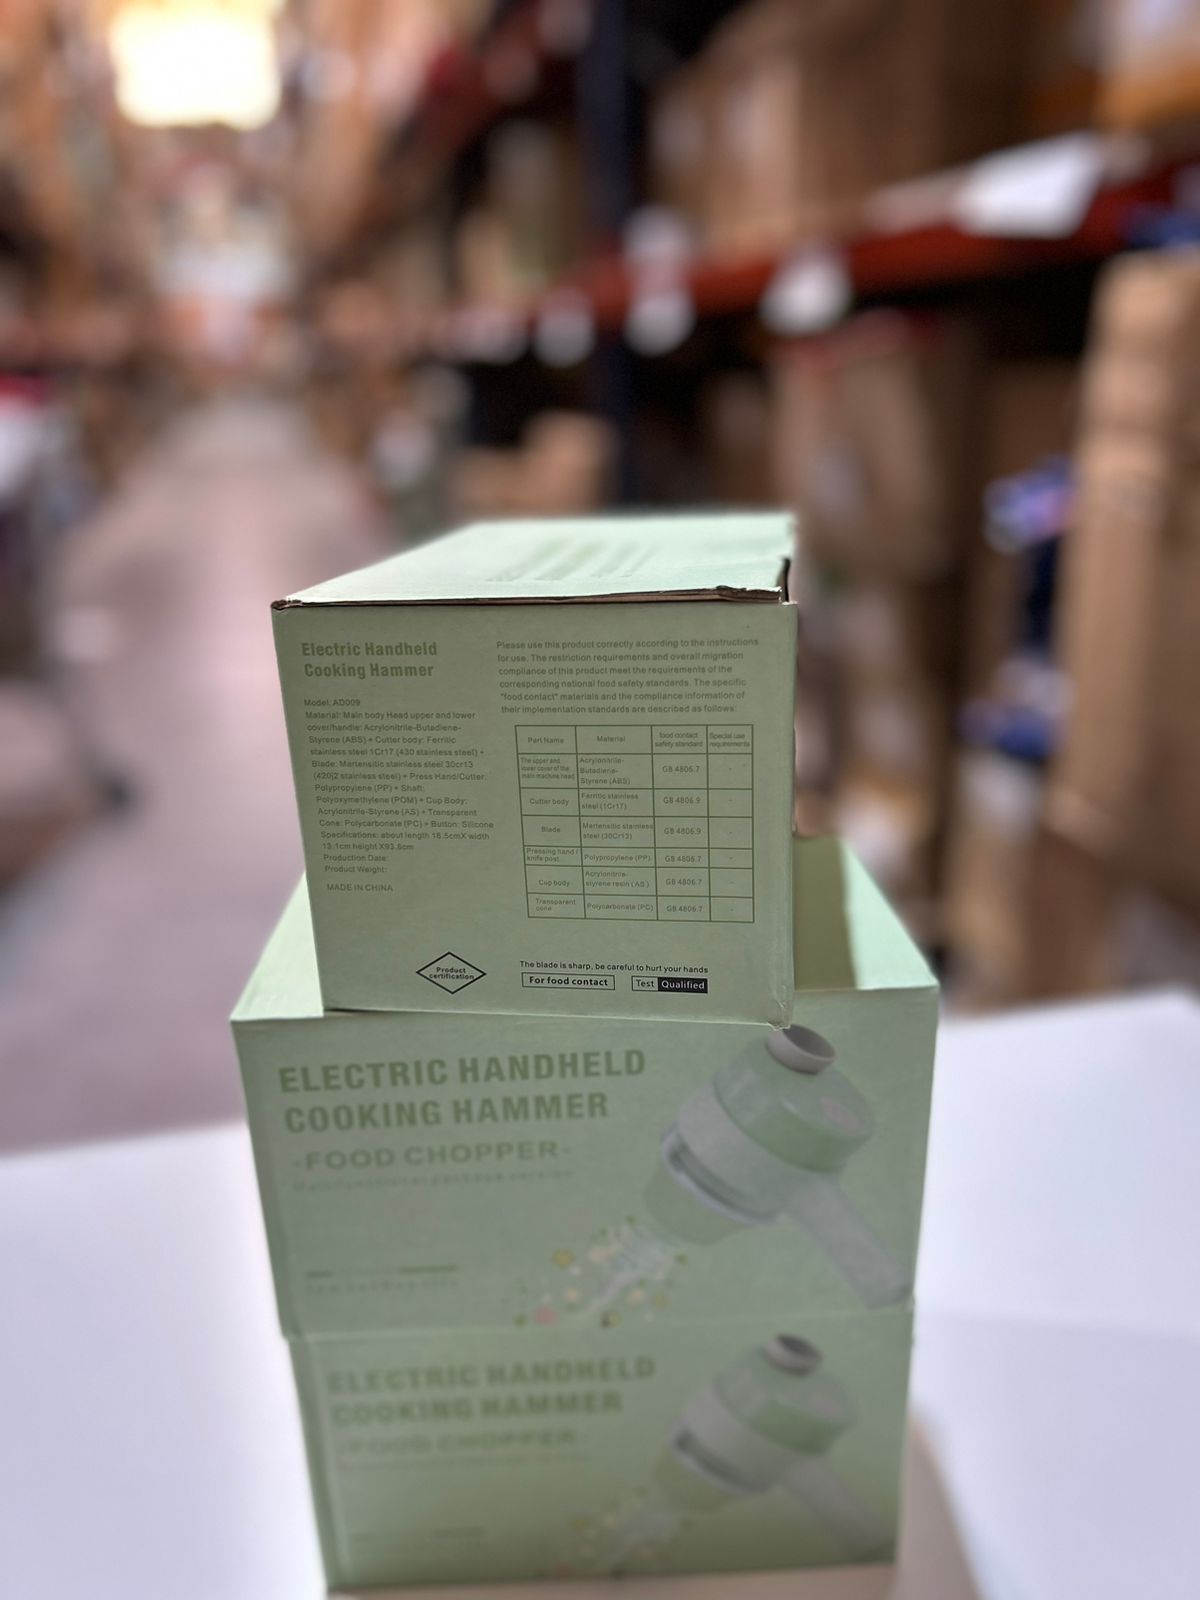 Electric Handheld
Cooking Hammer
Model: AD009
Matarial: Main body Head upper and lower
cover/handle: Acrylonitrile-Butadiene-
Styrene (ABS) + Cutter body: Ferritic
stainless steel 1Cr17 (430 stainless steel) +
Blade: Martensitic stainless steel 30cr13
(420j2 stainless steel) + Press Hand/Cutter:
Polypropylene (PP) + Shaft:
Polyoxymethylene (POM) + Cup Body:
Acrylonitrile-Styrene (AS) + Transparent
Cone: Polycarbonate (PC) + Button: Silicone
Specifications: about length 18.5cmX width
13.1cm height X93.6cm
Production Date:
Product Weight:
MADE IN CHINA
Please use this product correctly according to the instructions
for use. The restriction requirements and overall migration
compliance of this product meet the requirements of the
corresponding national food safety standards. The specific
"food contact" materials and the compliance information of
their implementation standards are described as follows:
Part Name Material food contact safety standard Special use requirements
The upper and lower cover of the main machine head Acrylonitrile-Butadiene-Styrene (ABS) GB 4806.7 -
Cutter body Ferritic stainless steel (1Cr17) GB 4806.9 -
Blade Martensitic stainless steel (30Cr13) GB 4806.9 -
Pressing hand / knife post Polypropylene (PP) GB 4806.7 -
Cup body Acrylonitrile-styrene resin (AS ) GB 4806.7 -
Transparent cone Polycarbonate (PC) GB 4806.7 -
Product
certification
The blade is sharp, be careful to hurt your hands
For food contact Test Qualified
ELECTRIC HANDHELD
COOKING HAMMER
-FOOD CHOPPER-
ELECTRIC HANDHELD
COOKING HAMMER
-FOOD CHOPPER-